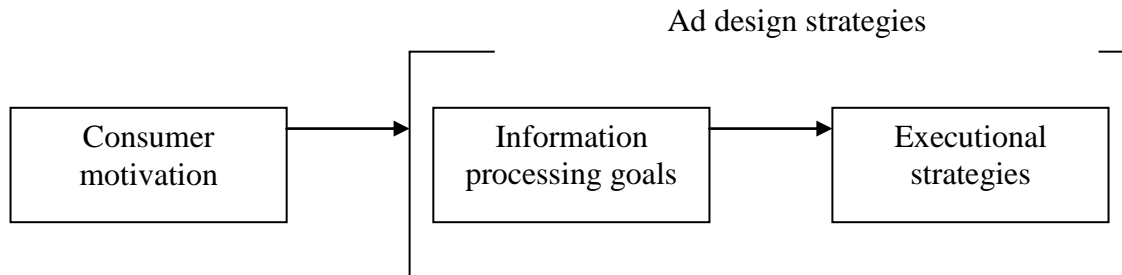 Ad design strategies
Consumer
motivation
Information
processing goals
Executional
strategies